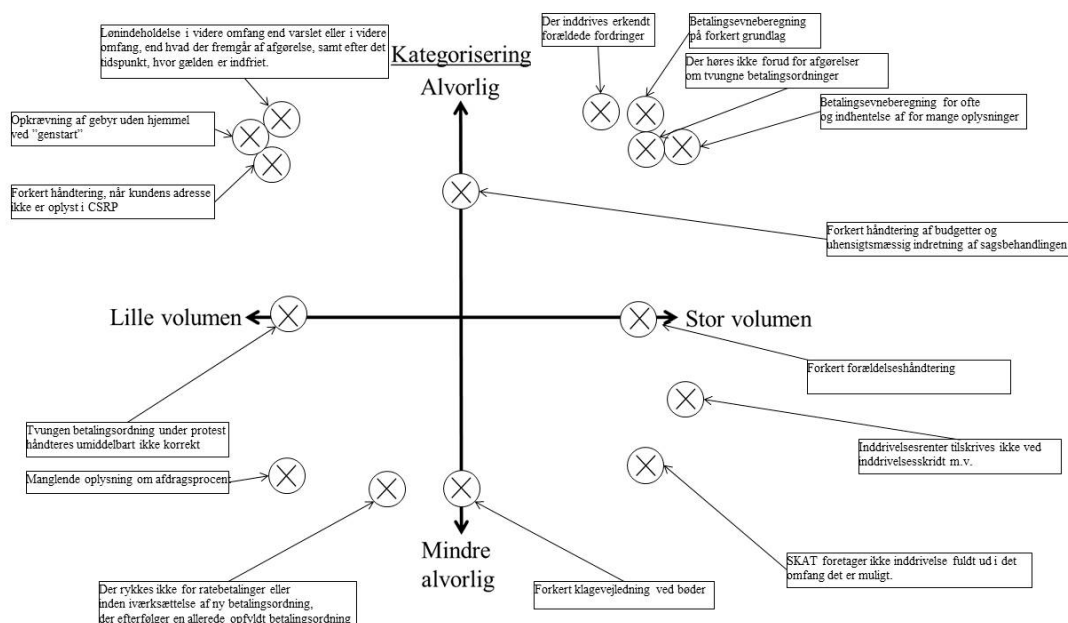 Lønindeholdelse i videre omfang end varslet eller i videre
omfang, end hvad der fremgår af afgørelse, samt efter det
tidspunkt, hvor gælden er indfriet.
Kategorisering
Alvorlig
Der inddrives erkendt
forældede fordringer
Betalingsevneberegning
på forkert grundlag
Der høres ikke forud for afgørelser
om tvungne betalingsordninger
Betalingsevneberegning for ofte
og indhentelse af for mange oplysninger
Opkrævning af gebyr uden hjemmel
ved "genstart"
Forkert håndtering, når kundens adresse
ikke er oplyst i CSRP
Forkert håndtering af budgetter og
uhensigtsmæssig indretning af sagsbehandlingen
Lille volumen
Stor volumen
Forkert forældelseshåndtering
Tvungen betalingsordning under protest
håndteres umiddelbart ikke korrekt
Inddrivelsesrenter tilskrives ikke ved
inddrivelsesskridt m.v.
Manglende oplysning om afdragsprocent
Mindre
alvorlig
SKAT foretager ikke inddrivelse fuldt ud i det
omfang det er muligt.
Der rykkes ikke for ratebetalinger eller
inden iværksættelse af ny betalingsordning,
der efterfølger en allerede opfyldt betalingsordning
Forkert klagevejledning ved bøder